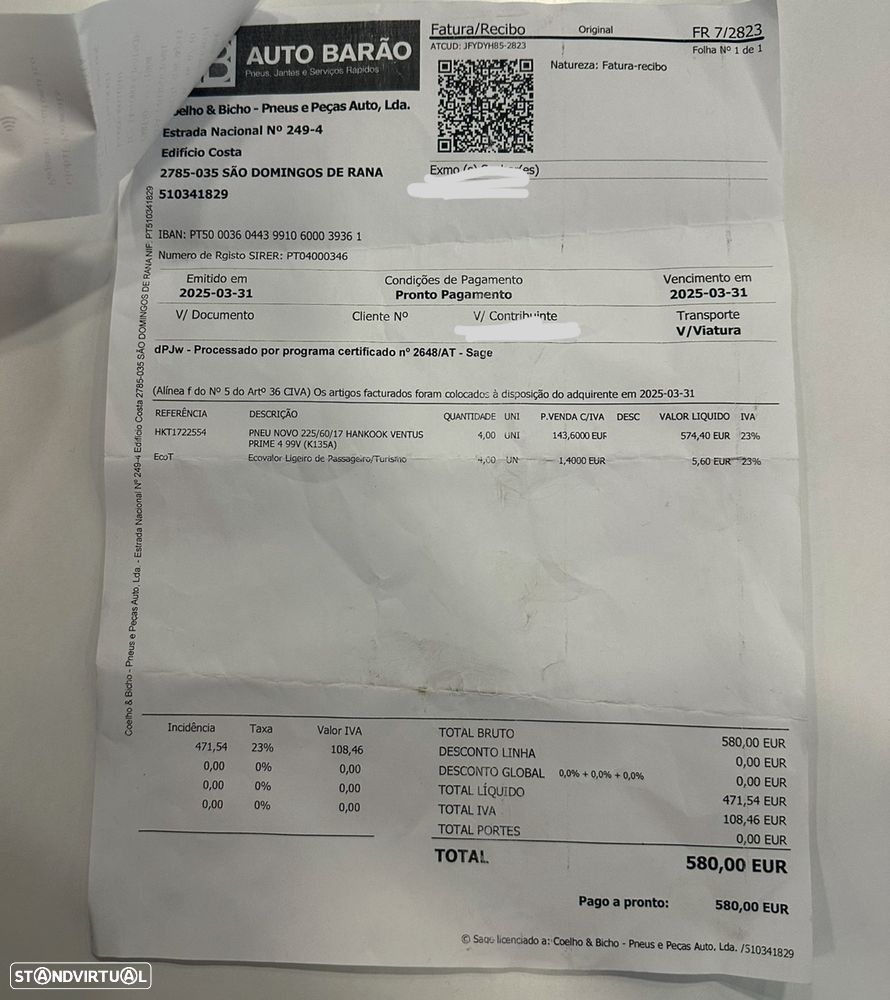 AUTO BARÃO
Pneus, Jantes e Serviços Rápidos
Coelho & Bicho - Pneus e Peças Auto, Lda.
Estrada Nacional Nº 249-4
Edifício Costa
2785-035 SÃO DOMINGOS DE RANA
510341829
IBAN: PT50 0036 0443 9910 6000 3936 1
Numero de Rgisto SIRER: PT04000346
Fatura/Recibo Original FR 7/2823
ATCUD: JFYDYH85-2823 Folha Nº 1 de 1
Natureza: Fatura-recibo
Exmo
Emitido em Condições de Pagamento Vencimento em
2025-03-31 Pronto Pagamento 2025-03-31
V/ Documento Cliente Nº V/ Contribuinte Transporte
V/Viatura
dPJw - Processado por programa certificado nº 2648/AT - Sage
(Alínea f do Nº 5 do Artº 36 CIVA) Os artigos facturados foram colocados à disposição do adquirente em 2025-03-31
REFERÊNCIA DESCRIÇÃO QUANTIDADE UNI P.VENDA C/IVA DESC VALOR LIQUIDO IVA
HKT1722554 PNEU NOVO 225/60/17 HANKOOK VENTUS 4,00 UNI 143,6000 EUR 574,40 EUR 23%
PRIME 4 99V (K135A)
EcoT Ecovalor Ligeiro de Passageiro/Turismo 4,00 UN 1,4000 EUR 5,60 EUR 23%
Coelho & Bicho - Pneus e Peças Auto, Lda. - Estrada Nacional Nº 249-4 Edifício Costa 2785-035 SÃO DOMINGOS DE RANA NIF: PT510341829
Incidência Taxa Valor IVA
471,54 23% 108,46
0,00 0% 0,00
0,00 0% 0,00
0,00 0% 0,00
TOTAL BRUTO 580,00 EUR
DESCONTO LINHA 0,00 EUR
DESCONTO GLOBAL 0,0% + 0,0% + 0,0% 0,00 EUR
TOTAL LÍQUIDO 471,54 EUR
TOTAL IVA 108,46 EUR
TOTAL PORTES 0,00 EUR
TOTAL 580,00 EUR
Pago a pronto: 580,00 EUR
© Sage licenciado a: Coelho & Bicho - Pneus e Peças Auto, Lda. /510341829
STANDVIRTUAL